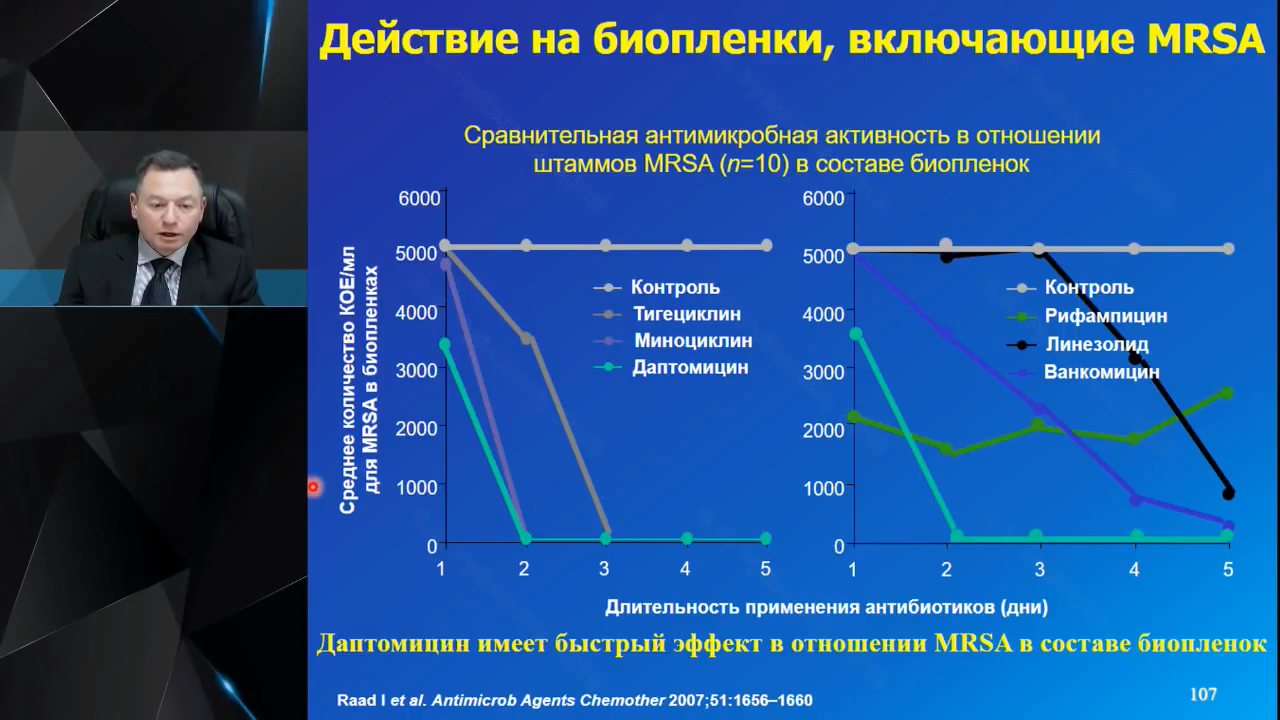 Действие на биопленки, включающие MRSA
Сравнительная антимикробная активность в отношении
штаммов MRSA (n=10) в составе биопленок
Среднее количество КОЕ/мл
для MRSA в биопленках
6000
5000
4000
3000
2000
1000
0
1 2 3 4 5
Контроль
Тигециклин
Миноциклин
Даптомицин
6000
5000
4000
3000
2000
1000
0
1 2 3 4 5
Контроль
Рифампицин
Линезолид
Ванкомицин
Длительность применения антибиотиков (дни)
Даптомицин имеет быстрый эффект в отношении MRSA в составе биопленок
Raad I et al. Antimicrob Agents Chemother 2007;51:1656–1660
107